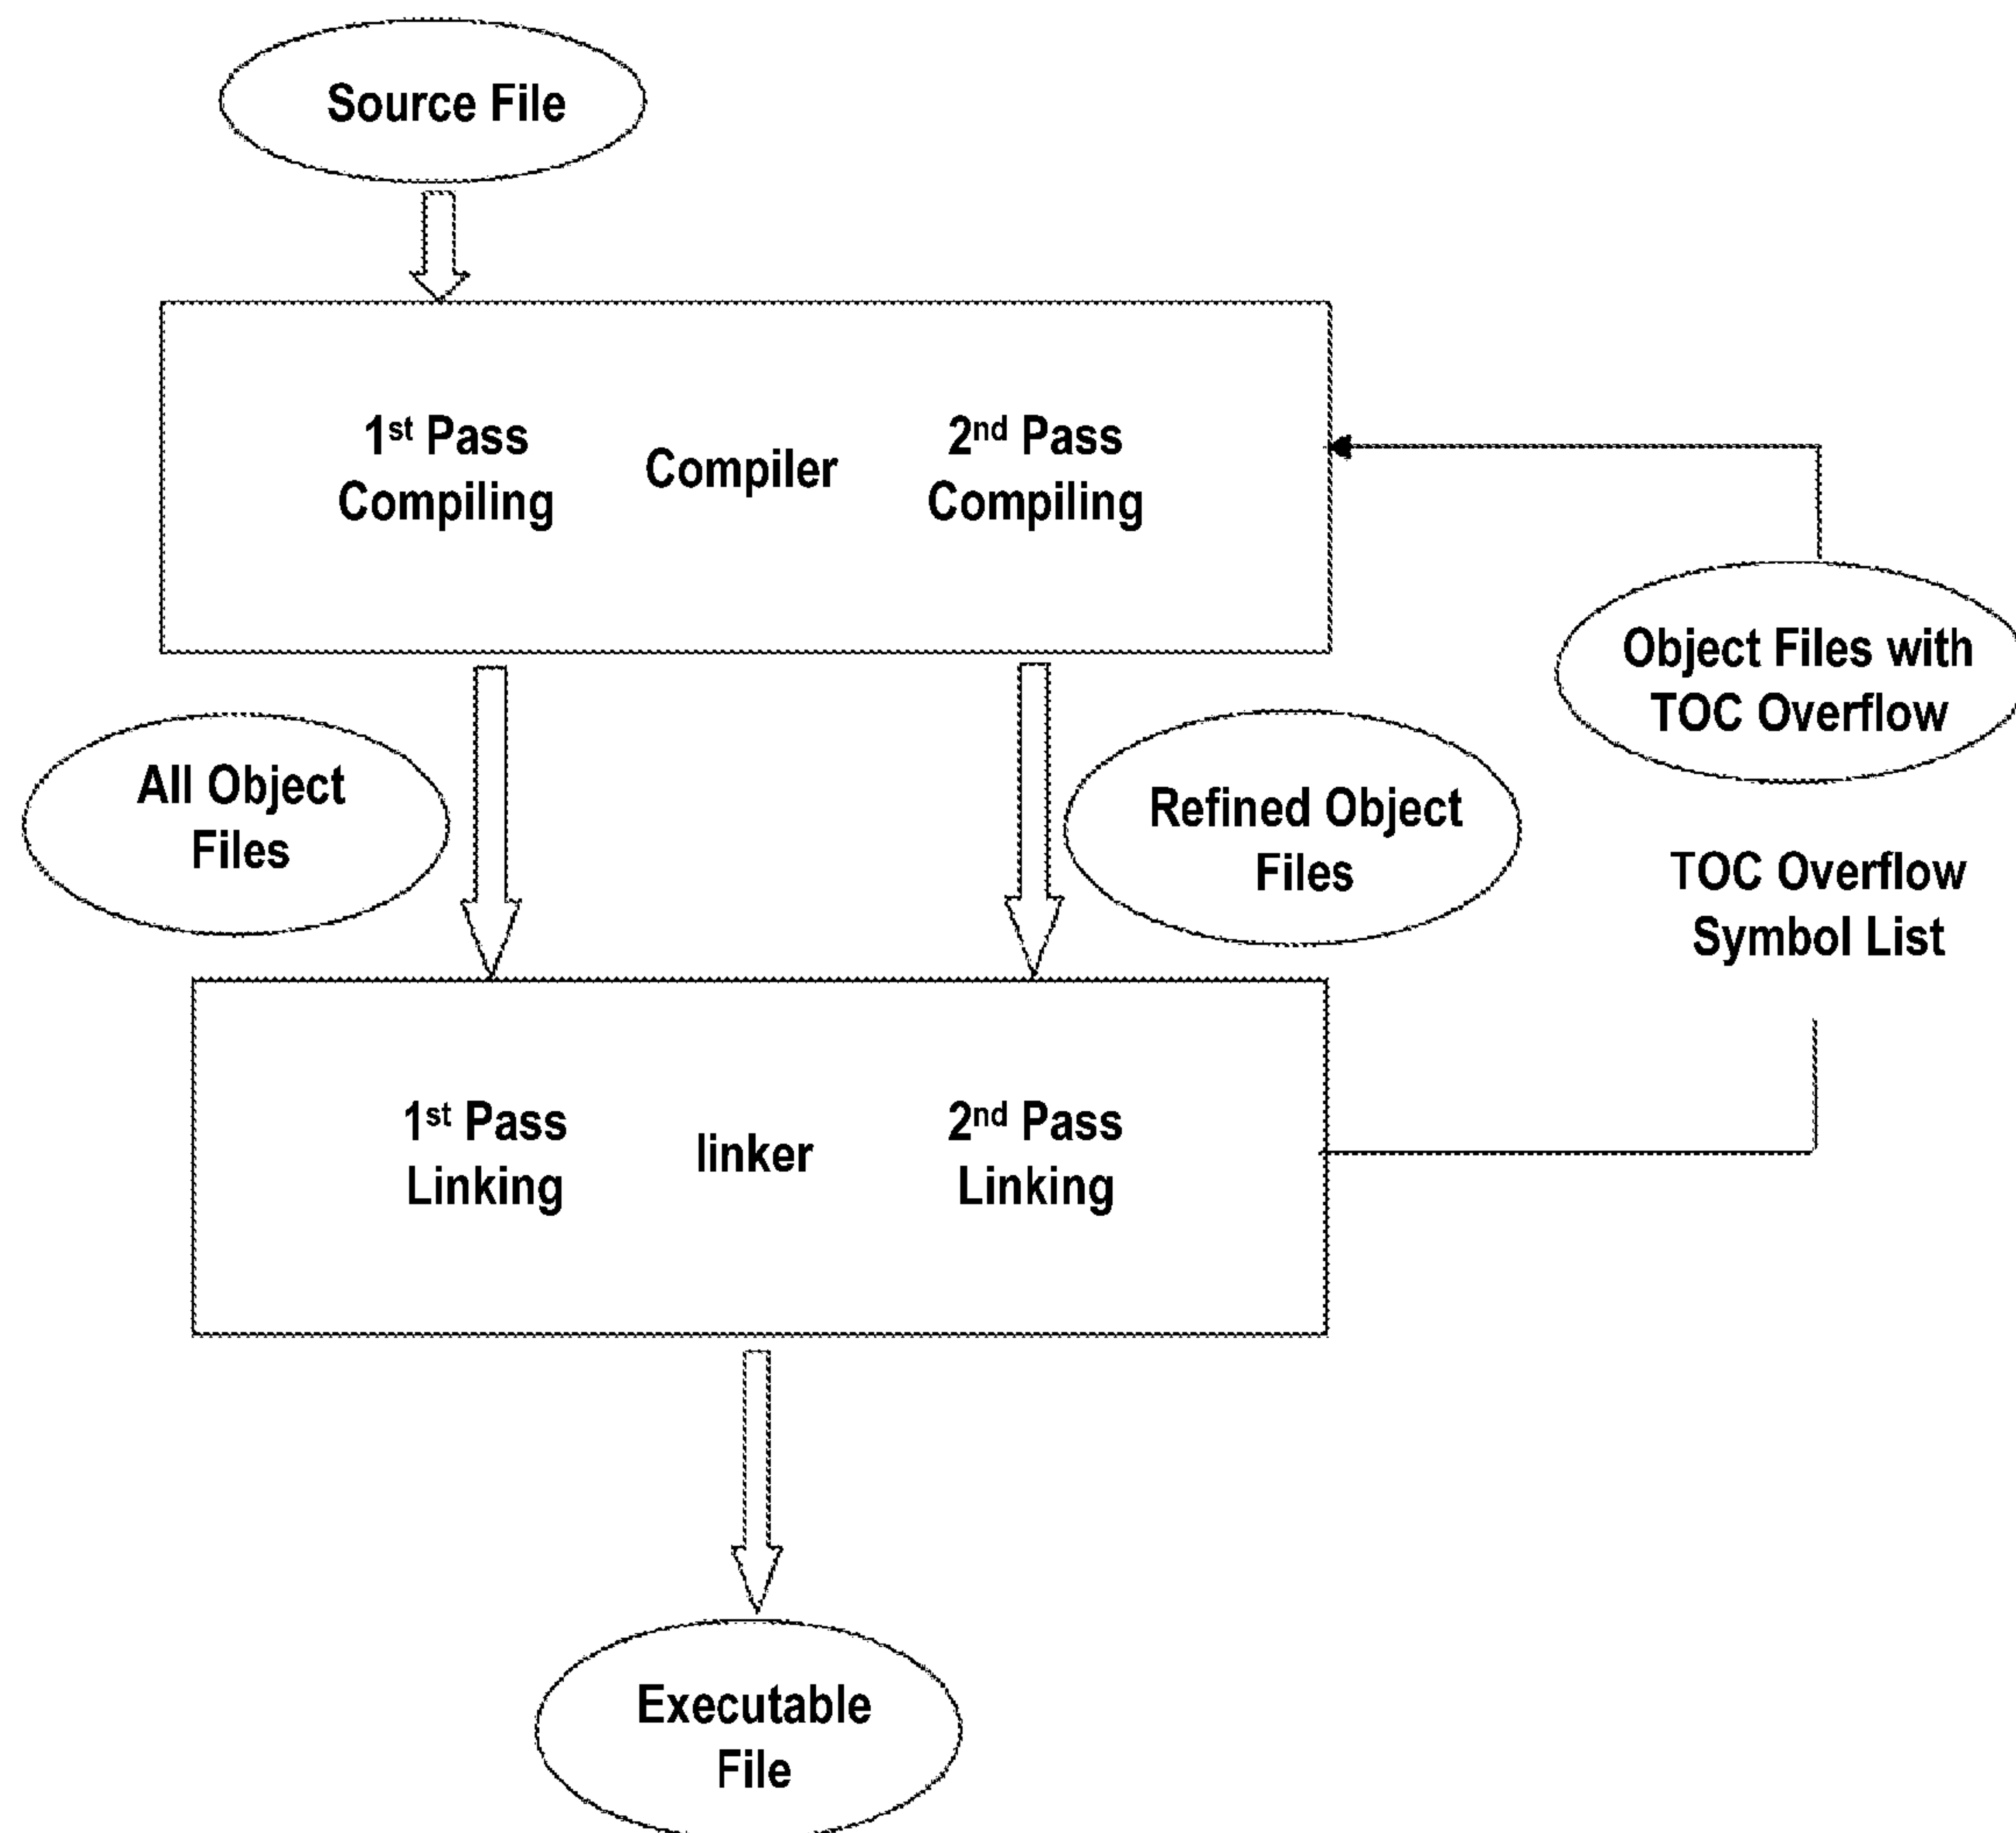 Source File
1st Pass
Compiling
Compiler
2nd Pass
Compiling
Object Files with
TOC Overflow
All Object
Files
Refined Object
Files
TOC Overflow
Symbol List
1st Pass
Linking
linker
2nd Pass
Linking
Executable
File